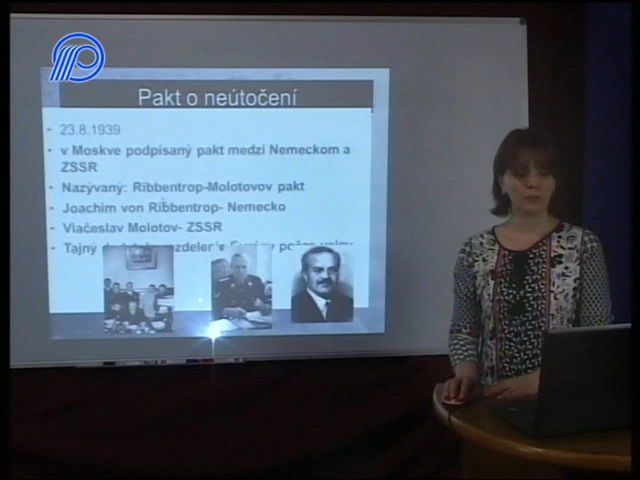 Pakt o neútočení
- 23.8.1939
• v Moskve podpísaný pakt medzi Nemeckom a
ZSSR
• Nazývaný: Ribbentrop-Molotovov pakt
• Joachim von Ribbentrop- Nemecko
• Viačeslav Molotov- ZSSR
• Tajný